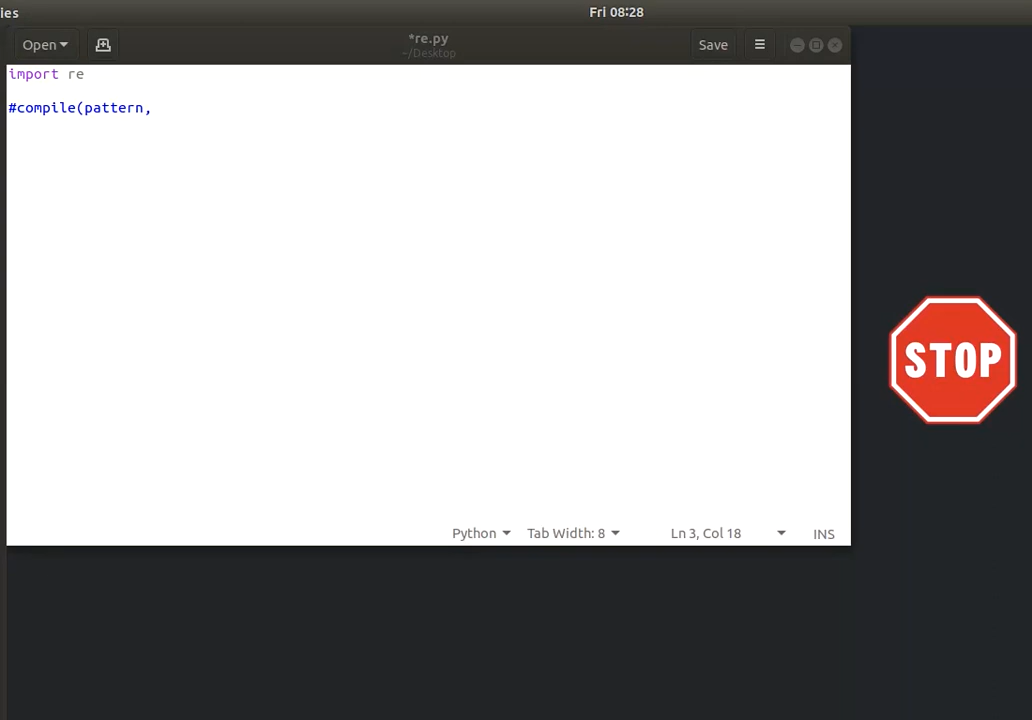 ies
Fri 08:28
Open
*re.py
~/Desktop
Save
import re
#compile(pattern,
STOP
Python
Tab Width: 8
Ln 3, Col 18
INS